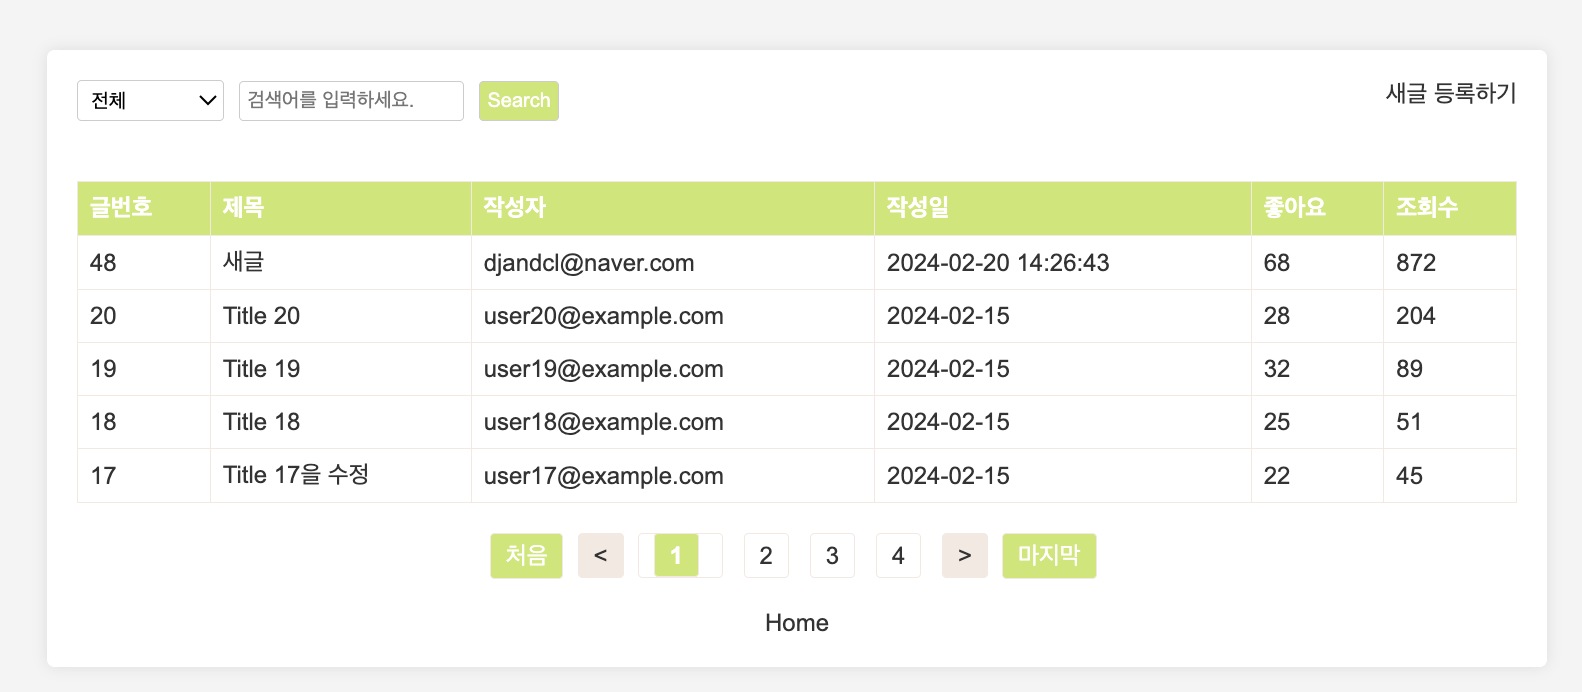 전체 검색어를 입력하세요. Search 새글 등록하기
글번호 제목 작성자 작성일 좋아요 조회수
48 새글 djandcl@naver.com 2024-02-20 14:26:43 68 872
20 Title 20 user20@example.com 2024-02-15 28 204
19 Title 19 user19@example.com 2024-02-15 32 89
18 Title 18 user18@example.com 2024-02-15 25 51
17 Title 17을 수정 user17@example.com 2024-02-15 22 45
처음 < 1 2 3 4 > 마지막
Home